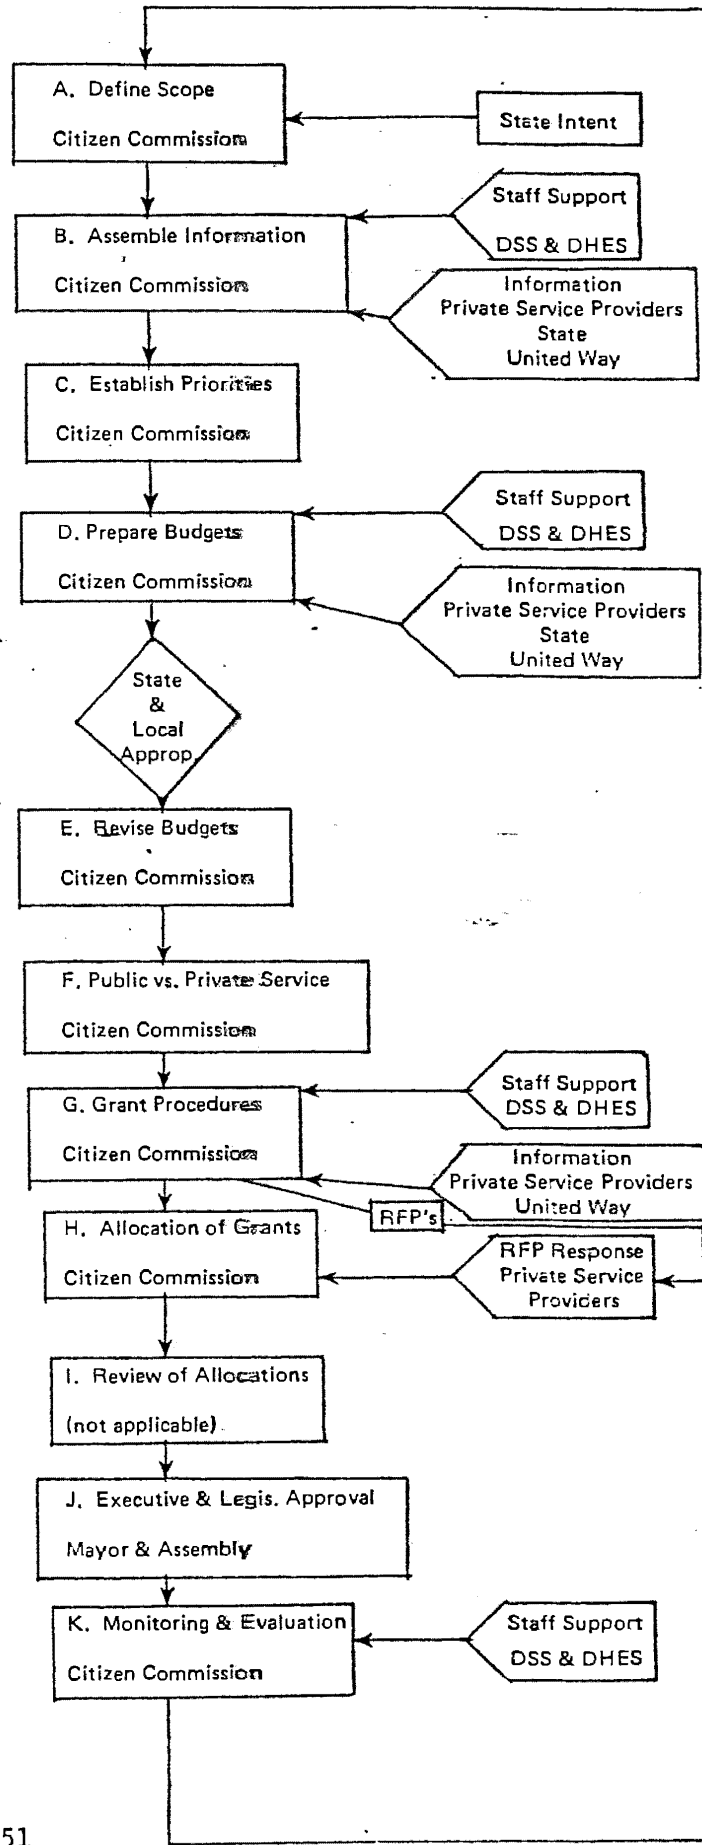 A. Define Scope
Citizen Commission
State Intent
Staff Support
DSS & DHES
B. Assemble Information
Citizen Commission
Information
Private Service Providers
State
United Way
C. Establish Priorities
Citizen Commission
Staff Support
DSS & DHES
D. Prepare Budgets
Citizen Commission
Information
Private Service Providers
State
United Way
State
&
Local
Approp.
E. Revise Budgets
Citizen Commission
F. Public vs. Private Service
Citizen Commission
Staff Support
DSS & DHES
G. Grant Procedures
Citizen Commission
Information
Private Service Providers
United Way
RFP's
H. Allocation of Grants
Citizen Commission
RFP Response
Private Service
Providers
I. Review of Allocations
(not applicable)
J. Executive & Legis. Approval
Mayor & Assembly
K. Monitoring & Evaluation
Citizen Commission
Staff Support
DSS & DHES
51